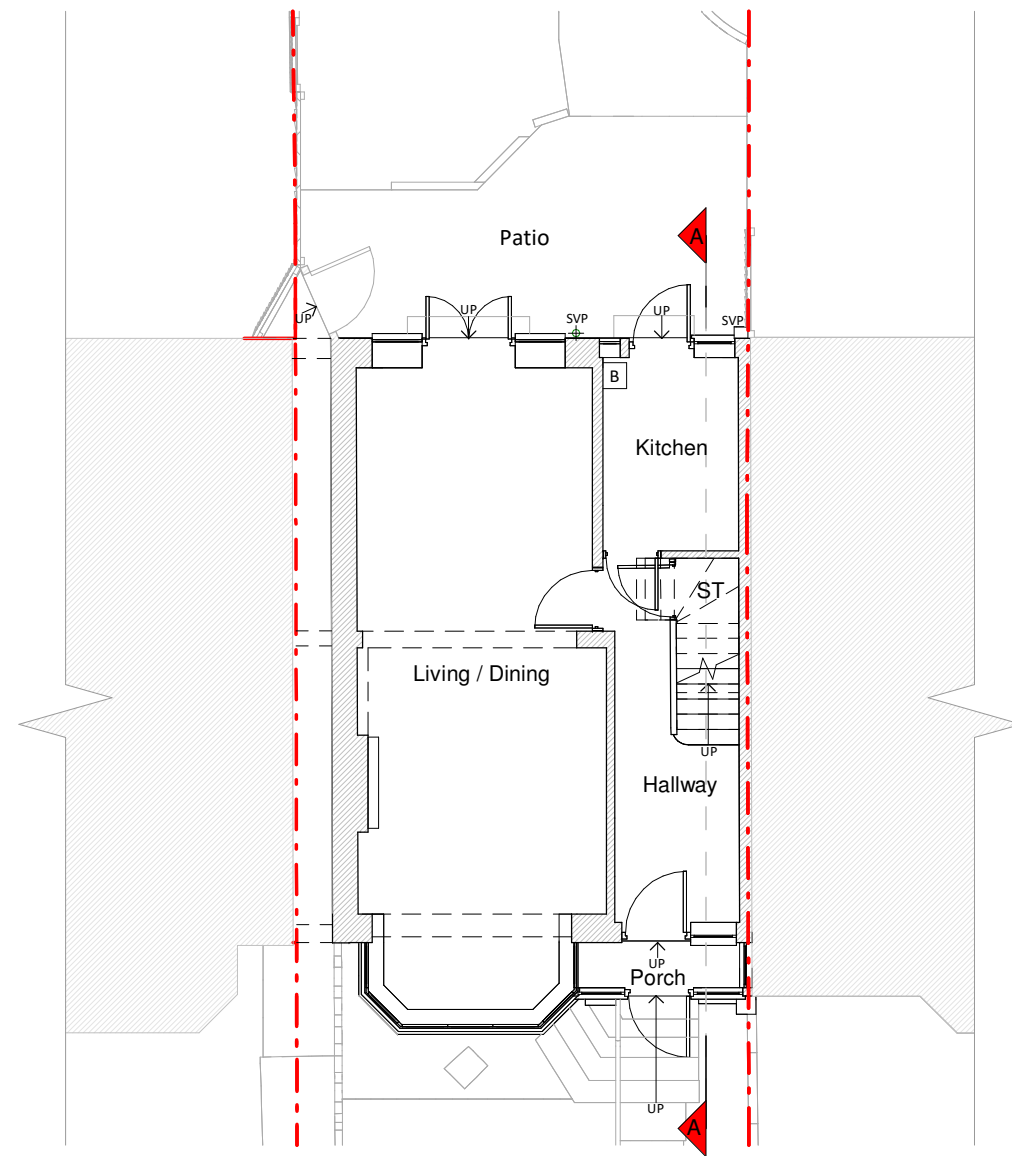 Patio
A
UP
UP
SVP
UP
SVP
B
Kitchen
ST
Living / Dining
UP
Hallway
UP
Porch
UP
A